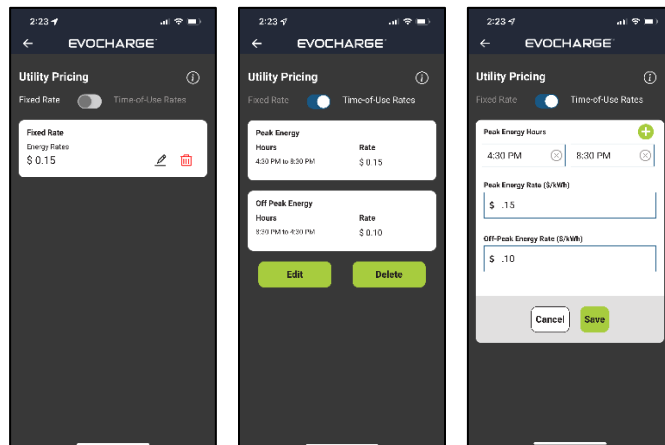 2:23
EVOCHARGE
Utility Pricing
Fixed Rate Time-of-Use Rates
Fixed Rate
Energy Rates
$ 0.15
2:23
EVOCHARGE
Utility Pricing
Fixed Rate Time-of-Use Rates
Peak Energy
Hours Rate
4:30 PM to 8:30 PM $ 0.15
Off Peak Energy
Hours Rate
8:30 PM to 4:30 PM $ 0.10
Edit Delete
2:23
EVOCHARGE
Utility Pricing
Fixed Rate Time-of-Use Rates
Peak Energy Hours
4:30 PM 8:30 PM
Peak Energy Rate ($/kWh)
$ .15
Off-Peak Energy Rate ($/kWh)
$ .10
Cancel Save